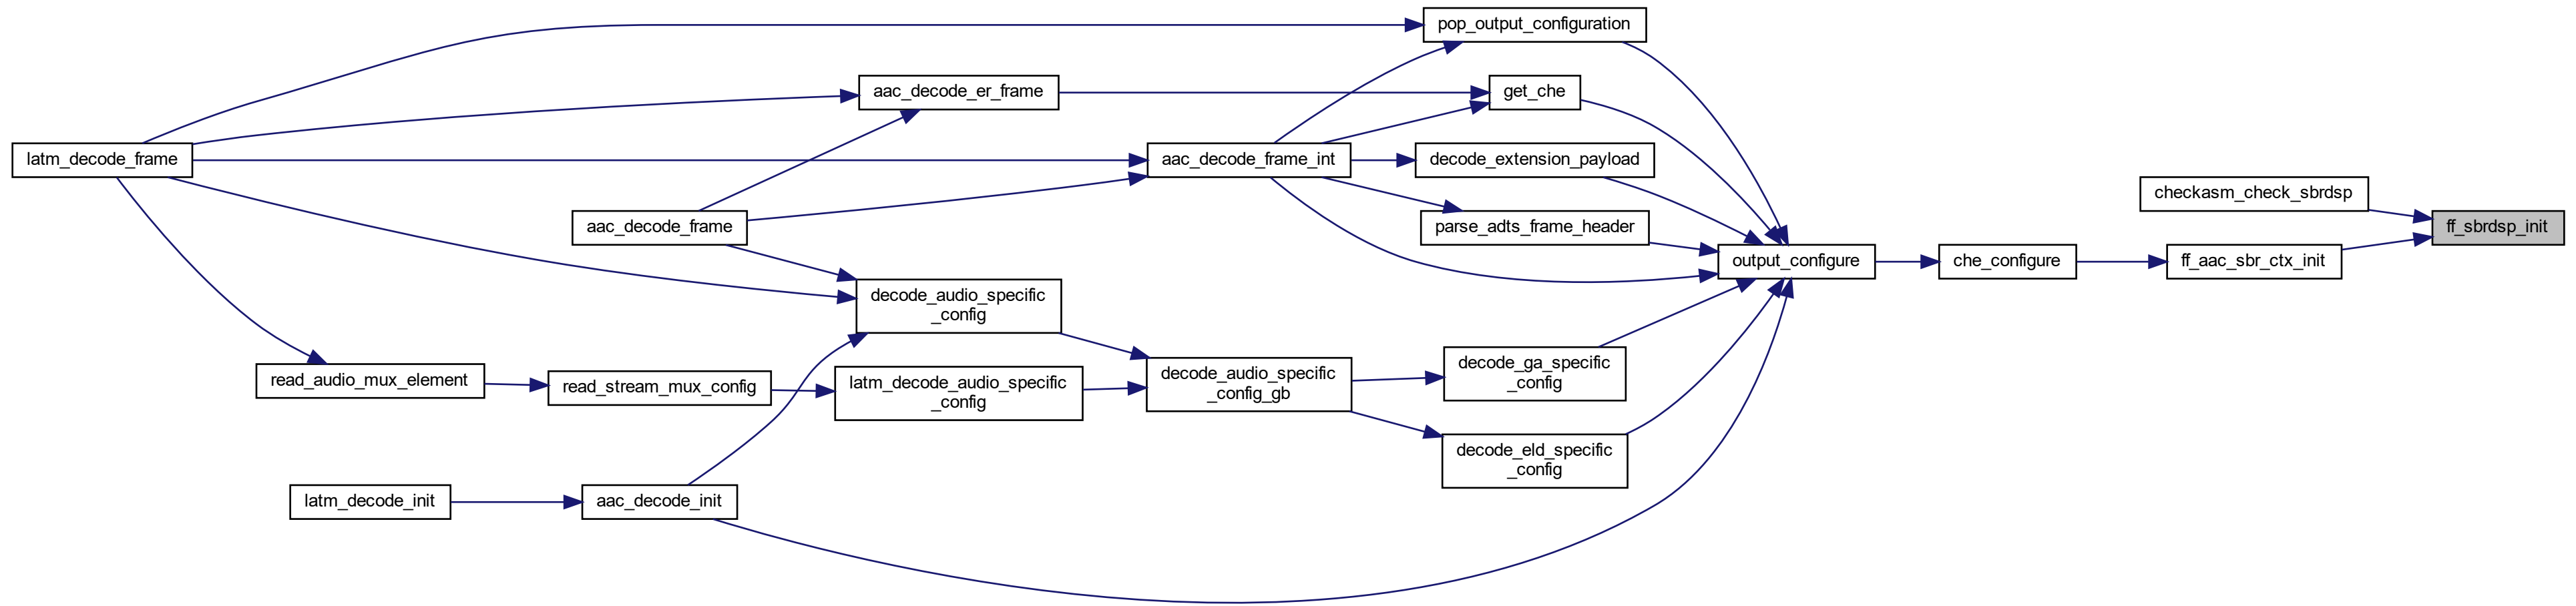 pop_output_configuration
aac_decode_er_frame
get_che
latm_decode_frame
aac_decode_frame_int
decode_extension_payload
checkasm_check_sbrdsp
aac_decode_frame
parse_adts_frame_header
ff_sbrdsp_init
output_configure
che_configure
ff_aac_sbr_ctx_init
decode_audio_specific
_config
read_audio_mux_element
read_stream_mux_config
latm_decode_audio_specific
_config
decode_audio_specific
_config_gb
decode_ga_specific
_config
decode_eld_specific
_config
latm_decode_init
aac_decode_init